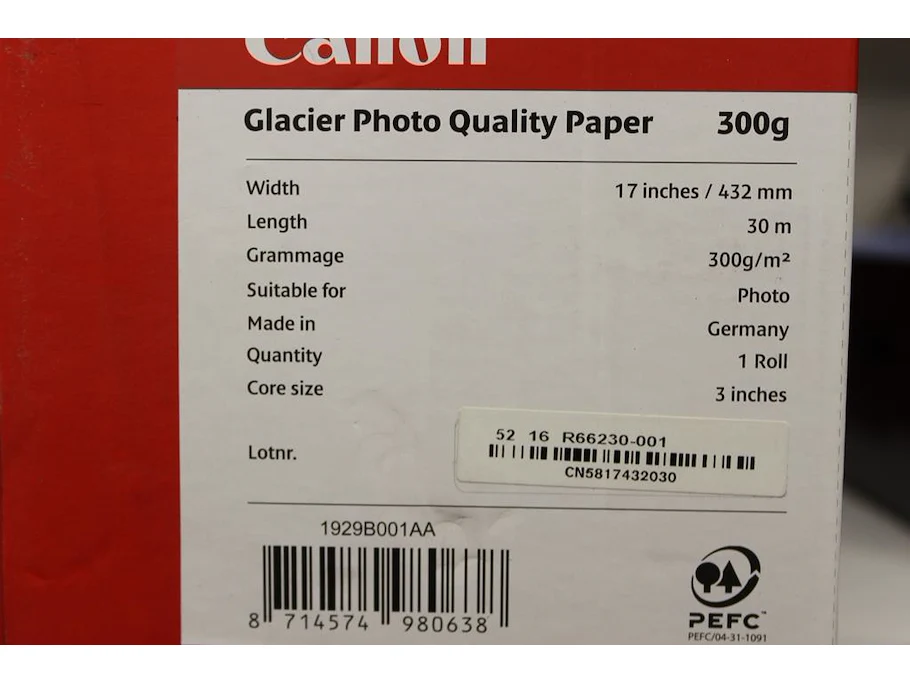 Canon
Glacier Photo Quality Paper 300g
Width 17 inches / 432 mm
Length 30 m
Grammage 300g/m²
Suitable for Photo
Made in Germany
Quantity 1 Roll
Core size 3 inches
52 16 R66230-001
Lotnr.
CN5817432030
1929B001AA
8 714574 980638
PEFC™
PEFC/04-31-1091